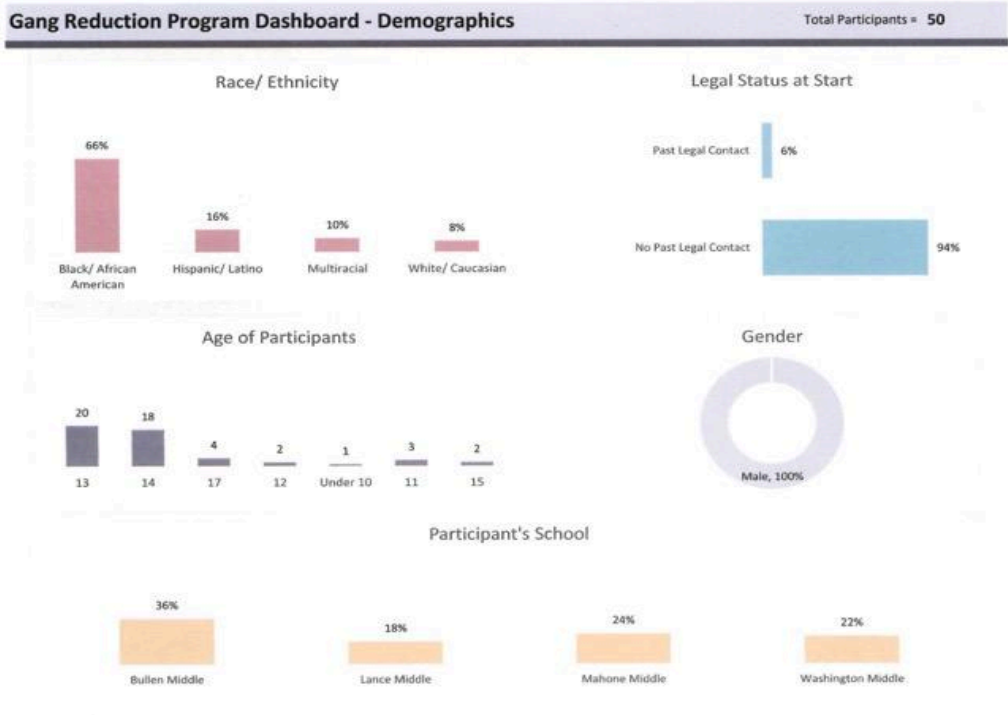 Gang Reduction Program Dashboard - Demographics
Total Participants = 50
Race/ Ethnicity
66%
16%
10%
8%
Black/ African
American
Hispanic/ Latino
Multiracial
White/ Caucasian
Legal Status at Start
Past Legal Contact
6%
No Past Legal Contact
94%
Age of Participants
20
18
4
2
1
3
2
13
14
17
12
Under 10
11
15
Gender
Male, 100%
Participant's School
36%
18%
24%
22%
Bullen Middle
Lance Middle
Mahone Middle
Washington Middle